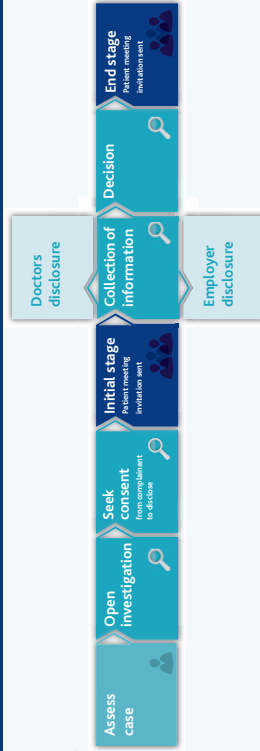 Assess
case
Open
investigation
Seek
consent
from complainant
to disclose
Initial stage
Patient meeting
invitation sent
Doctors
disclosure
Collection of
information
Employer
disclosure
Decision
End stage
Patient meeting
invitation sent